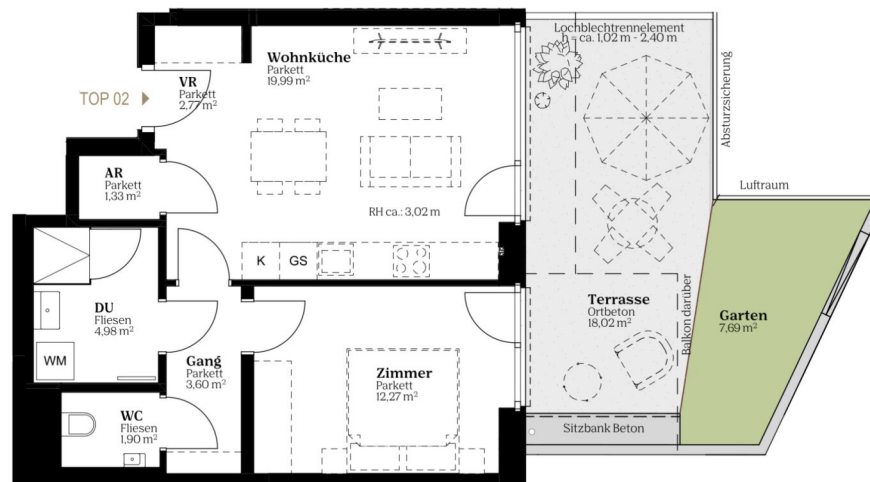 TOP 02
VR
Parkett
2,77 m²
Wohnküche
Parkett
19,99 m²
Lochblechtrennelement
h = ca. 1,02 m - 2,40 m
Absturzsicherung
Luftraum
AR
Parkett
1,33 m²
RH ca.: 3,02 m
K
GS
DU
Fliesen
4,98 m²
WM
Gang
Parkett
3,60 m²
Zimmer
Parkett
12,27 m²
Terrasse
Ortbeton
18,02 m²
Balkon darüber
Garten
7,69 m²
WC
Fliesen
1,90 m²
Sitzbank Beton